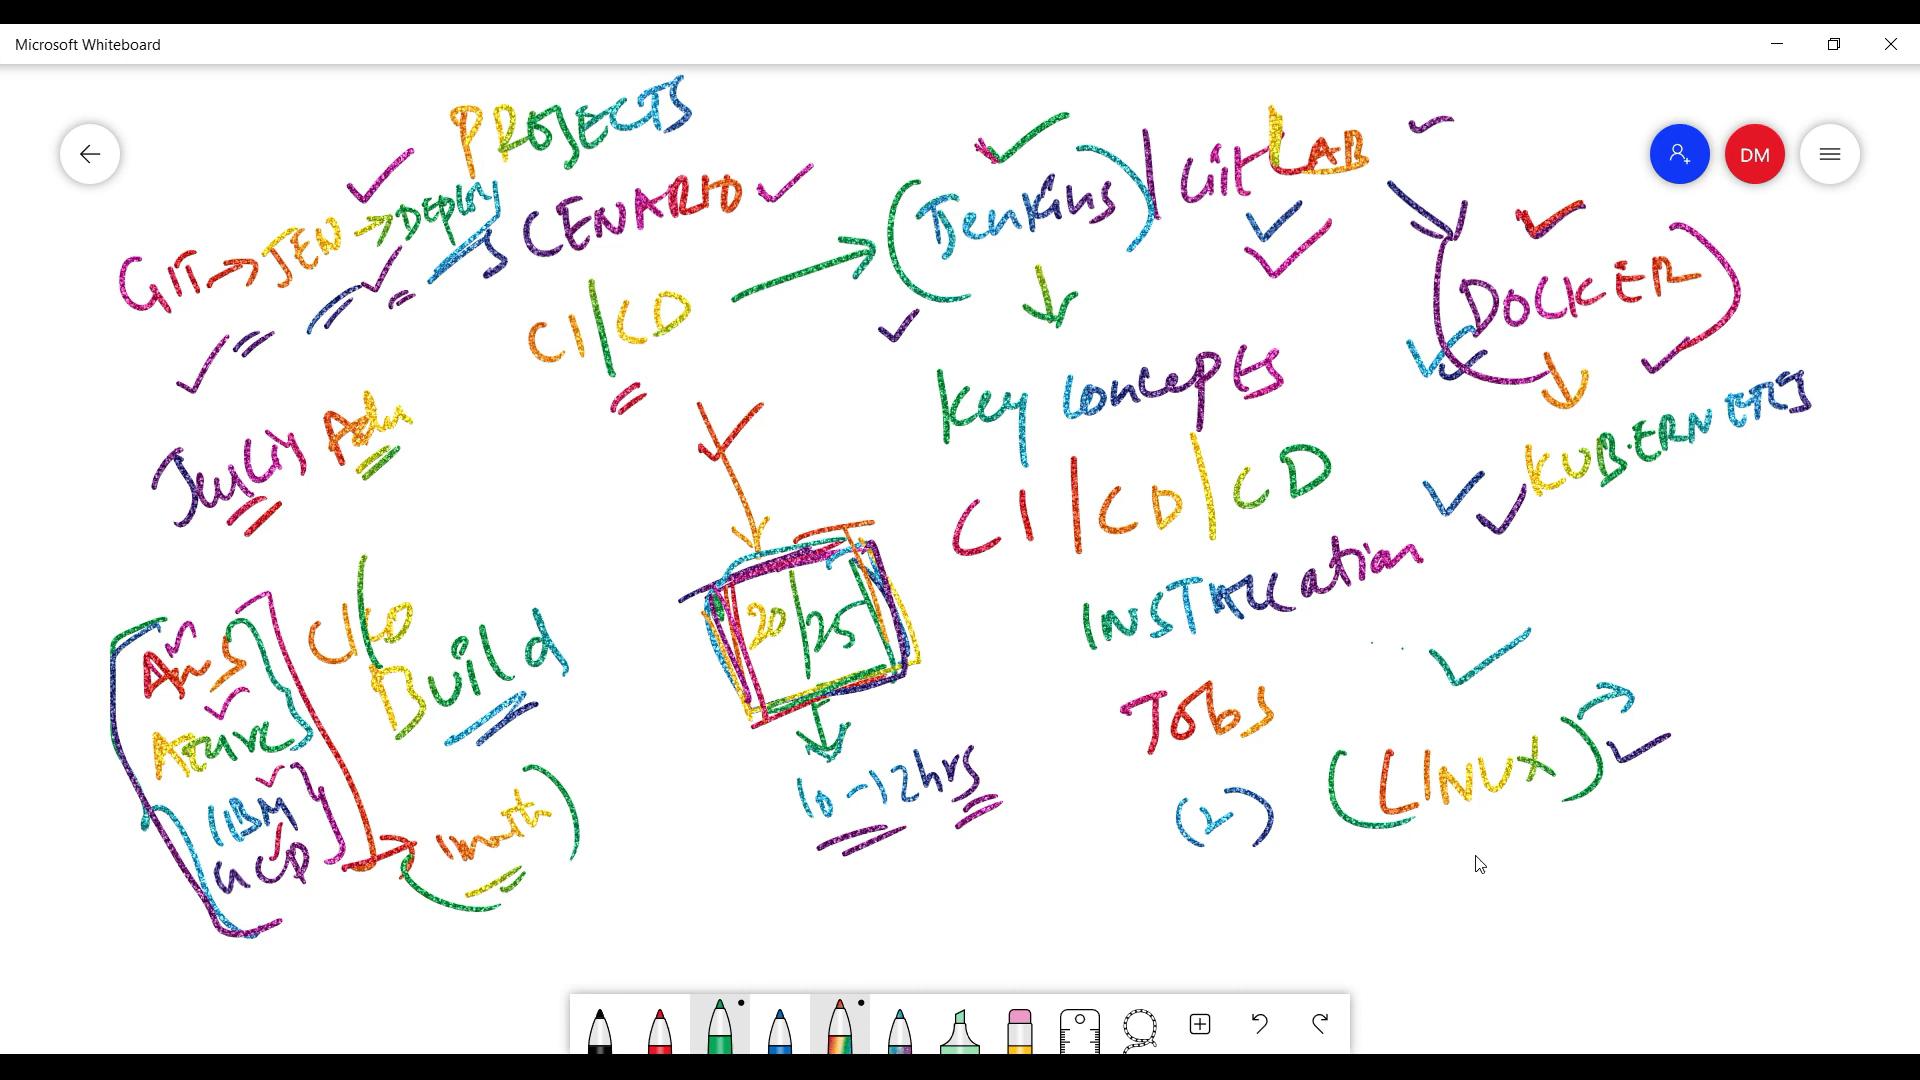 Microsoft Whiteboard
PROJECTS
GIT → JEN → DEploy
SCENARIO
(Jenkins) | GitLAB
DM
CI/CD
(DOCKER)
Key Concepts
KUBERNETES
CI | CD | CD
20/25
INSTALLation
Build
Azure
IBM
GCP
Jobs
(LINUX)
10-12hrs
(2)